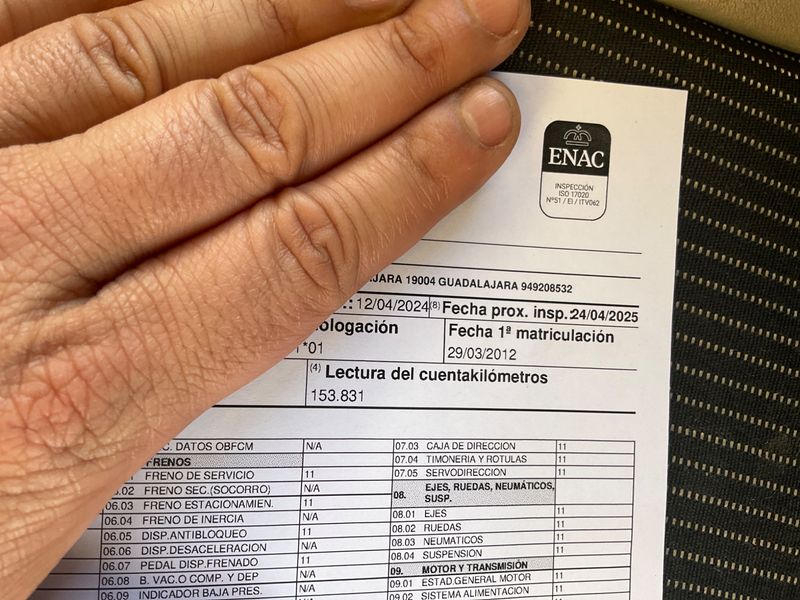 ENAC
INSPECCIÓN
ISO 17020
Nº51 / EI / ITV062
JARA 19004 GUADALAJARA 949208532
.: 12/04/2024 (8) Fecha prox. insp.:24/04/2025
ologación Fecha 1ª matriculación
1*01 29/03/2012
(4) Lectura del cuentakilómetros
153.831
C. DATOS OBFCM N/A 07.03 CAJA DE DIRECCION 11
FRENOS 07.04 TIMONERIA Y ROTULAS 11
FRENO DE SERVICIO 11 07.05 SERVODIRECCIÓN 11
.02 FRENO SEC.(SOCORRO) N/A 08. EJES, RUEDAS, NEUMÁTICOS, SUSP.
06.03 FRENO ESTACIONAMIEN. 11 08.01 EJES 11
06.04 FRENO DE INERCIA N/A 08.02 RUEDAS 11
06.05 DISP.ANTIBLOQUEO 11 08.03 NEUMATICOS 11
06.06 DISP.DESACELERACION N/A 08.04 SUSPENSION 11
06.07 PEDAL DISP.FRENADO 11 09. MOTOR Y TRANSMISIÓN
06.08 B. VAC.O COMP. Y DEP N/A 09.01 ESTAD.GENERAL MOTOR 11
06.09 INDICADOR BAJA PRES. N/A 09.02 SISTEMA ALIMENTACION 11